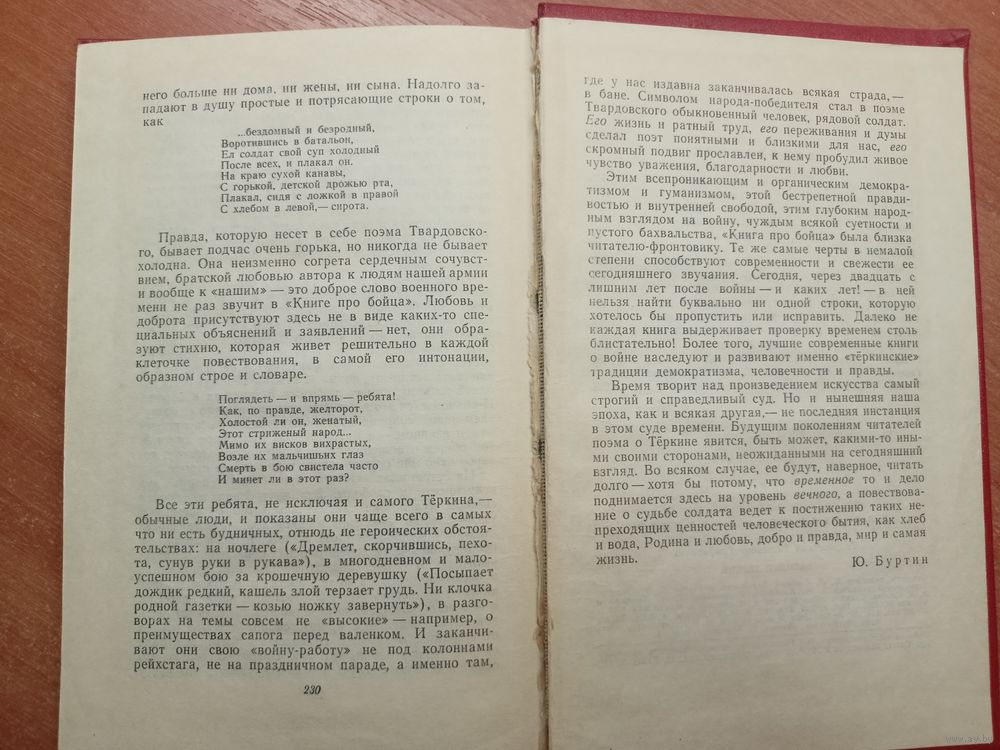 него больше ни дома, ни жены, ни сына. Надолго за-
падают в душу простые и потрясающие строки о том,
как
...бездомный и безродный,
Воротившись в батальон,
Ел солдат свой суп холодный
После всех, и плакал он.
На краю сухой канавы,
С горькой, детской дрожью рта,
Плакал, сидя с ложкой в правой
С хлебом в левой,— сирота.
Правда, которую несет в себе поэма Твардовско-
го, бывает подчас очень горька, но никогда не бывает
холодна. Она неизменно согрета сердечным сочувст-
вием, братской любовью автора к людям нашей армии
и вообще к «нашим» — это доброе слово военного вре-
мени не раз звучит в «Книге про бойца». Любовь и
доброта присутствуют здесь не в виде каких-то спе-
циальных объяснений и заявлений — нет, они обра-
зуют стихию, которая живет решительно в каждой
клеточке повествования, в самой его интонации,
образном строе и словаре.
Поглядеть — и впрямь — ребята!
Как, по правде, желторот,
Холостой ли он, женатый,
Этот стриженый народ...
Мимо их висков вихрастых,
Возле их мальчишьих глаз
Смерть в бою свистела часто
И минет ли в этот раз?
Все эти ребята, не исключая и самого Тёркина,—
обычные люди, и показаны они чаще всего в самых
что ни есть будничных, отнюдь не героических обстоя-
тельствах: на ночлеге («Дремлет, скорчившись, пехо-
та, сунув руки в рукава»), в многодневном и мало-
успешном бою за крошечную деревушку («Посыпает
дождик редкий, кашель злой терзает грудь. Ни клочка
родной газетки — козью ножку завернуть»), в разго-
ворах на темы совсем не «высокие» — например, о
преимуществах сапога перед валенком. И заканчи-
вают они свою «войну-работу» не под колоннами
рейхстага, не на праздничном параде, а именно там,
230
где у нас издавна заканчивалась всякая страда,—
в бане. Символом народа-победителя стал в поэме
Твардовского обыкновенный человек, рядовой солдат.
Его жизнь и ратный труд, его переживания и думы
сделал поэт понятными и близкими для нас, его
скромный подвиг прославлен, к нему пробудил живое
чувство уважения, благодарности и любви.
Этим всепроникающим и органическим демокра-
тизмом и гуманизмом, этой бестрепетной правди-
востью и внутренней свободой, этим глубоким народ-
ным взглядом на войну, чуждым всякой суетности и
пустого бахвальства, «Книга про бойца» была близка
читателю-фронтовику. Те же самые черты в немалой
степени способствуют современности и свежести ее
сегодняшнего звучания. Сегодня, через двадцать с
лишним лет после войны — и каких лет! — в ней
нельзя найти буквально ни одной строки, которую
хотелось бы пропустить или исправить. Далеко не
каждая книга выдерживает проверку временем столь
блистательно! Более того, лучшие современные книги
о войне наследуют и развивают именно «тёркинские»
традиции демократизма, человечности и правды.
Время творит над произведением искусства самый
строгий и справедливый суд. Но и нынешняя наша
эпоха, как и всякая другая,— не последняя инстанция
в этом суде времени. Будущим поколениям читателей
поэма о Тёркине явится, быть может, какими-то ины-
ми своими сторонами, неожиданными на сегодняшний
взгляд. Во всяком случае, ее будут, наверное, читать
долго — хотя бы потому, что временное то и дело
поднимается здесь на уровень вечного, а повествова-
ние о судьбе солдата ведет к постижению таких не-
преходящих ценностей человеческого бытия, как хлеб
и вода, Родина и любовь, добро и правда, мир и самая
жизнь.
Ю. Буртин
www.av.by